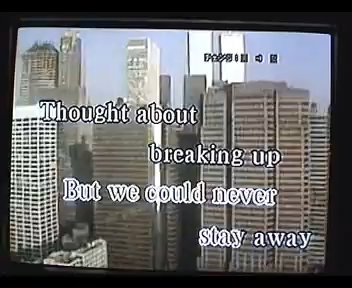 Thought about
breaking up
But we could never
stay away